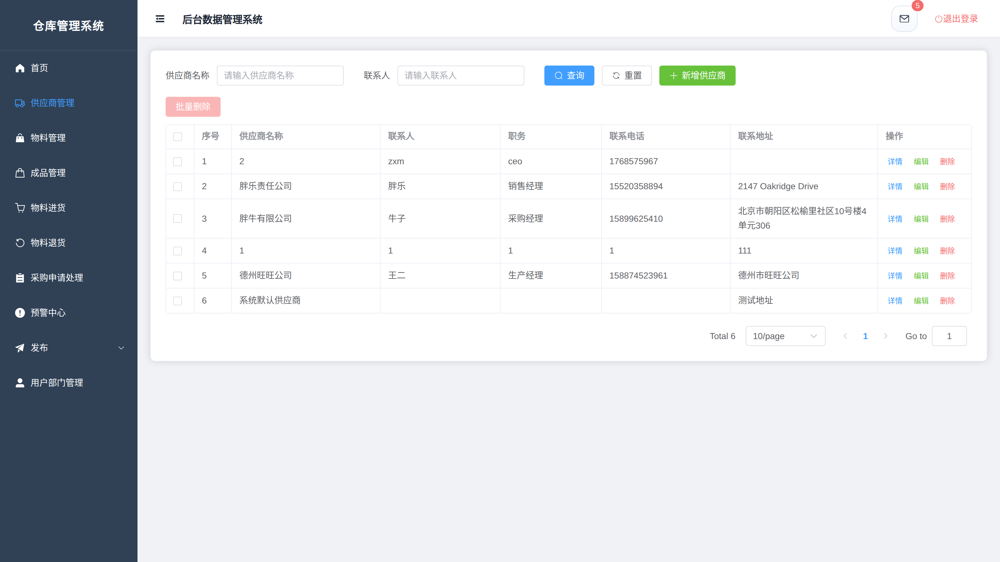 仓库管理系统
首页
供应商管理
物料管理
成品管理
物料进货
物料退货
采购申请处理
预警中心
发布
用户部门管理
后台数据管理系统
5
退出登录
供应商名称 请输入供应商名称 联系人 请输入联系人 查询 重置 新增供应商
批量删除
序号 供应商名称 联系人 职务 联系电话 联系地址 操作
1 2 zxm ceo 1768575967 详情 编辑 删除
2 胖乐责任公司 胖乐 销售经理 15520358894 2147 Oakridge Drive 详情 编辑 删除
3 胖牛有限公司 牛子 采购经理 15899625410 北京市朝阳区松榆里社区10号楼4 详情 编辑 删除
单元306
4 1 1 1 1 111 详情 编辑 删除
5 德州旺旺公司 王二 生产经理 158874523961 德州市旺旺公司 详情 编辑 删除
6 系统默认供应商 测试地址 详情 编辑 删除
Total 6 10/page 1 Go to 1